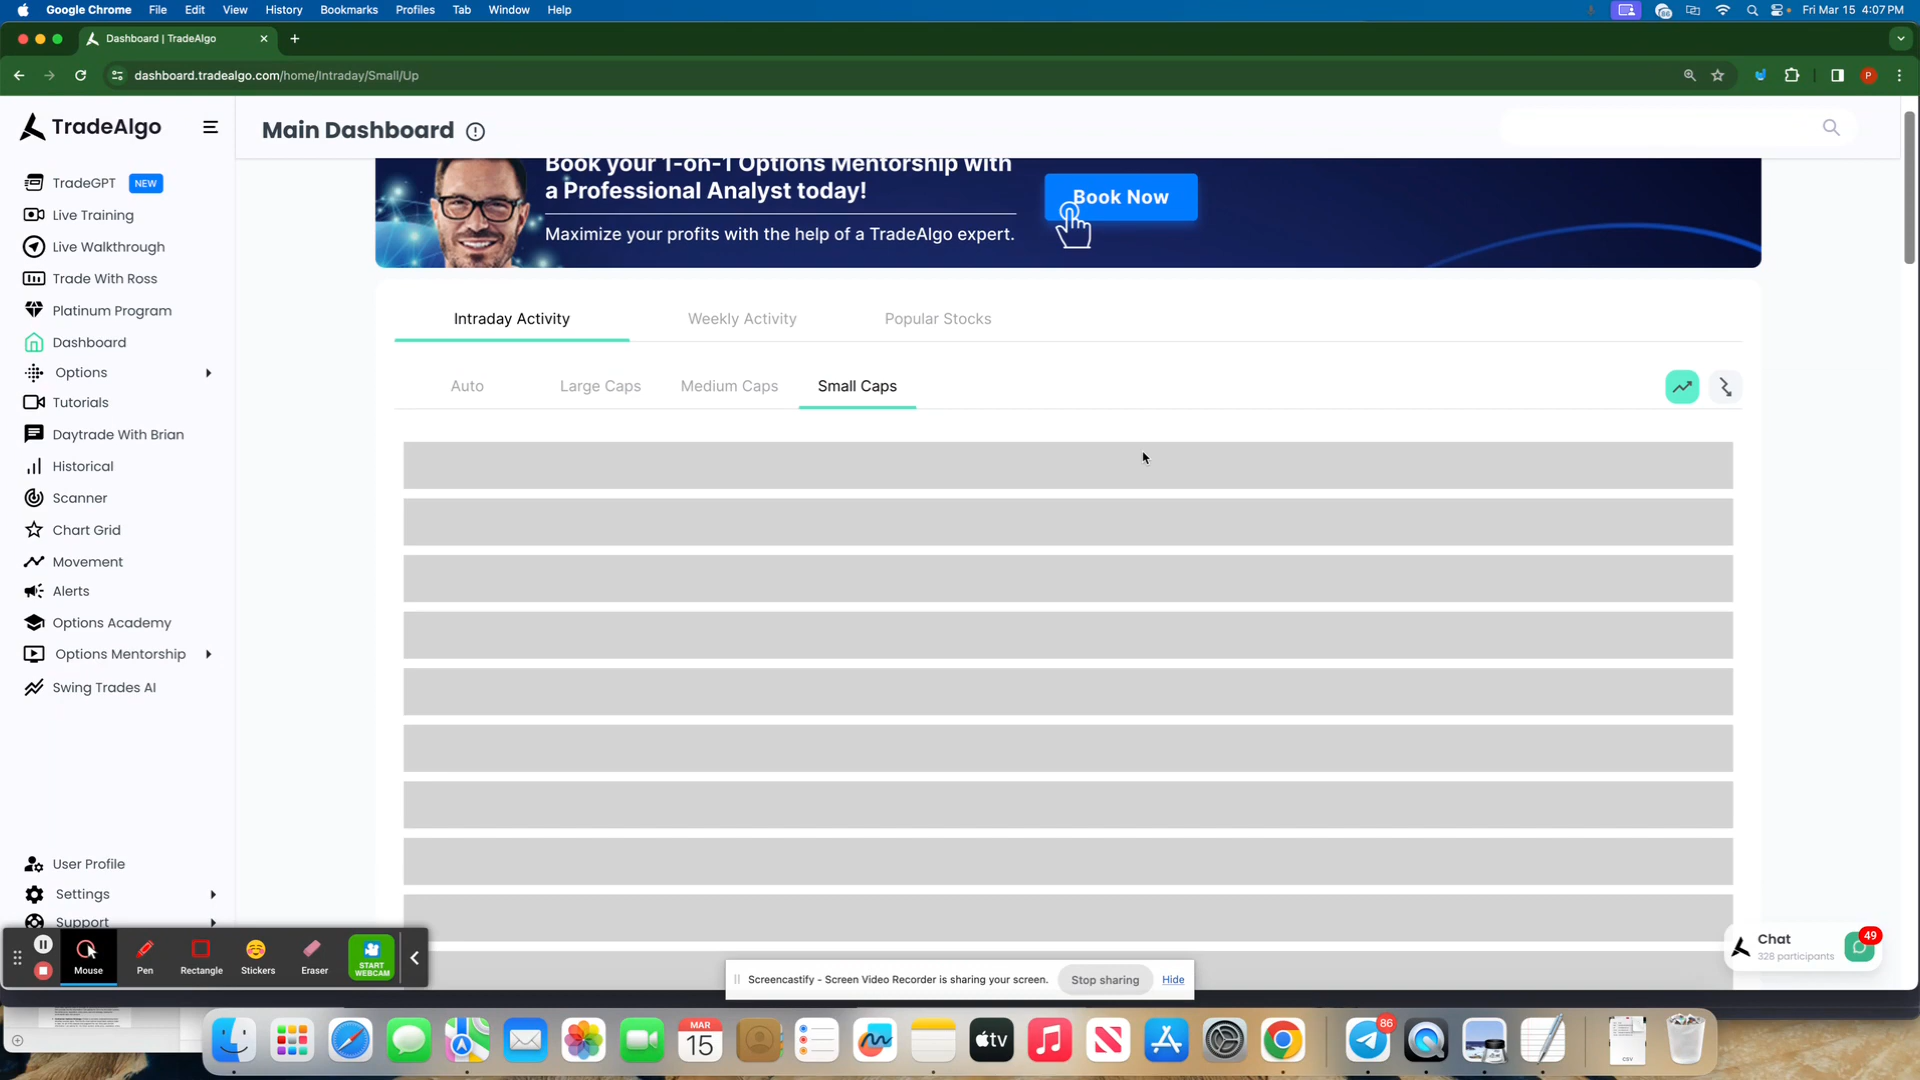 Google Chrome File Edit View History Bookmarks Profiles Tab Window Help Fri Mar 15 4:07 PM
Dashboard | TradeAlgo
dashboard.tradealgo.com/home/Intraday/Small/Up
P
TradeAlgo
Main Dashboard
TradeGPT NEW
Live Training
Live Walkthrough
Trade With Ross
Platinum Program
Dashboard
Options
Tutorials
Daytrade With Brian
Historical
Scanner
Chart Grid
Movement
Alerts
Options Academy
Options Mentorship
Swing Trades AI
User Profile
Settings
Support
Book your 1-on-1 Options Mentorship with
a Professional Analyst today!
Maximize your profits with the help of a TradeAlgo expert.
Book Now
Intraday Activity Weekly Activity Popular Stocks
Auto Large Caps Medium Caps Small Caps
Mouse Pen Rectangle Stickers Eraser
START
WEBCAM
Screencastify - Screen Video Recorder is sharing your screen. Stop sharing Hide
Chat
328 participants
49
MAR
15
tv
86
CSV